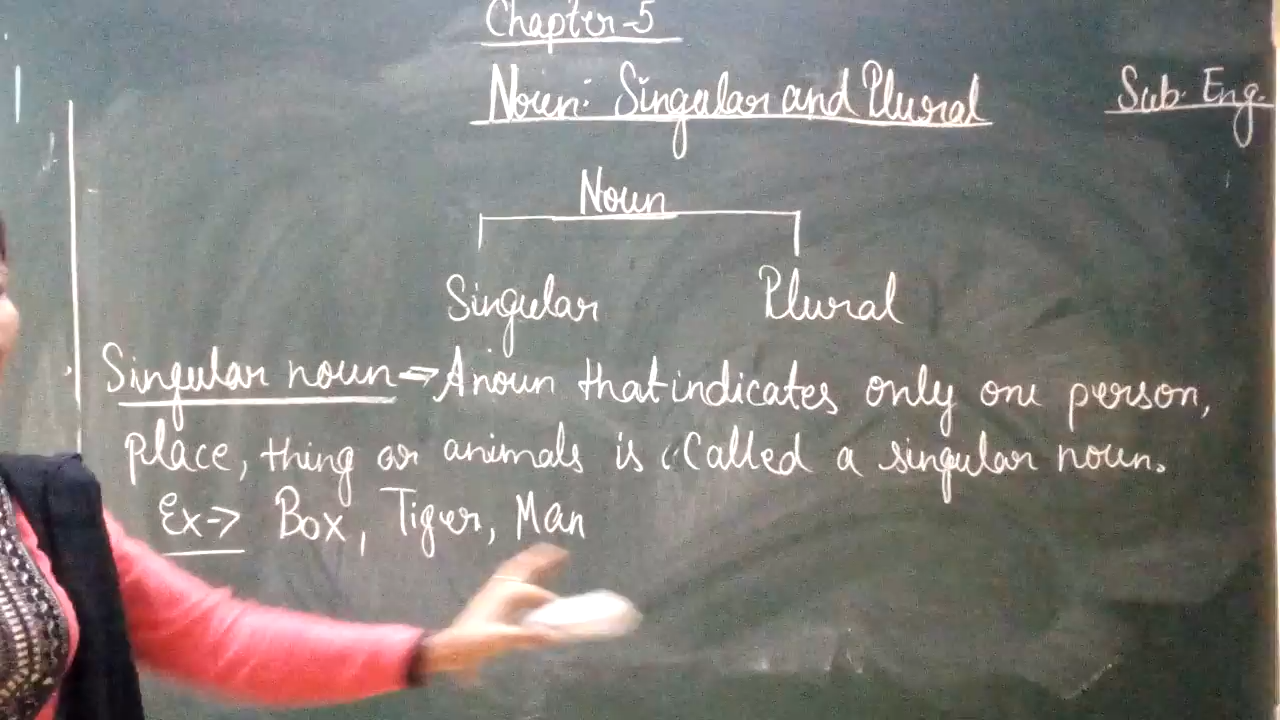 Chapter-5
Noun: Singular and Plural
Sub. Eng.
Noun
Singular Plural
Singular noun⇒ A noun that indicates only one person,
place, thing or animals is called a singular noun.
Ex→ Box, Tiger, Man